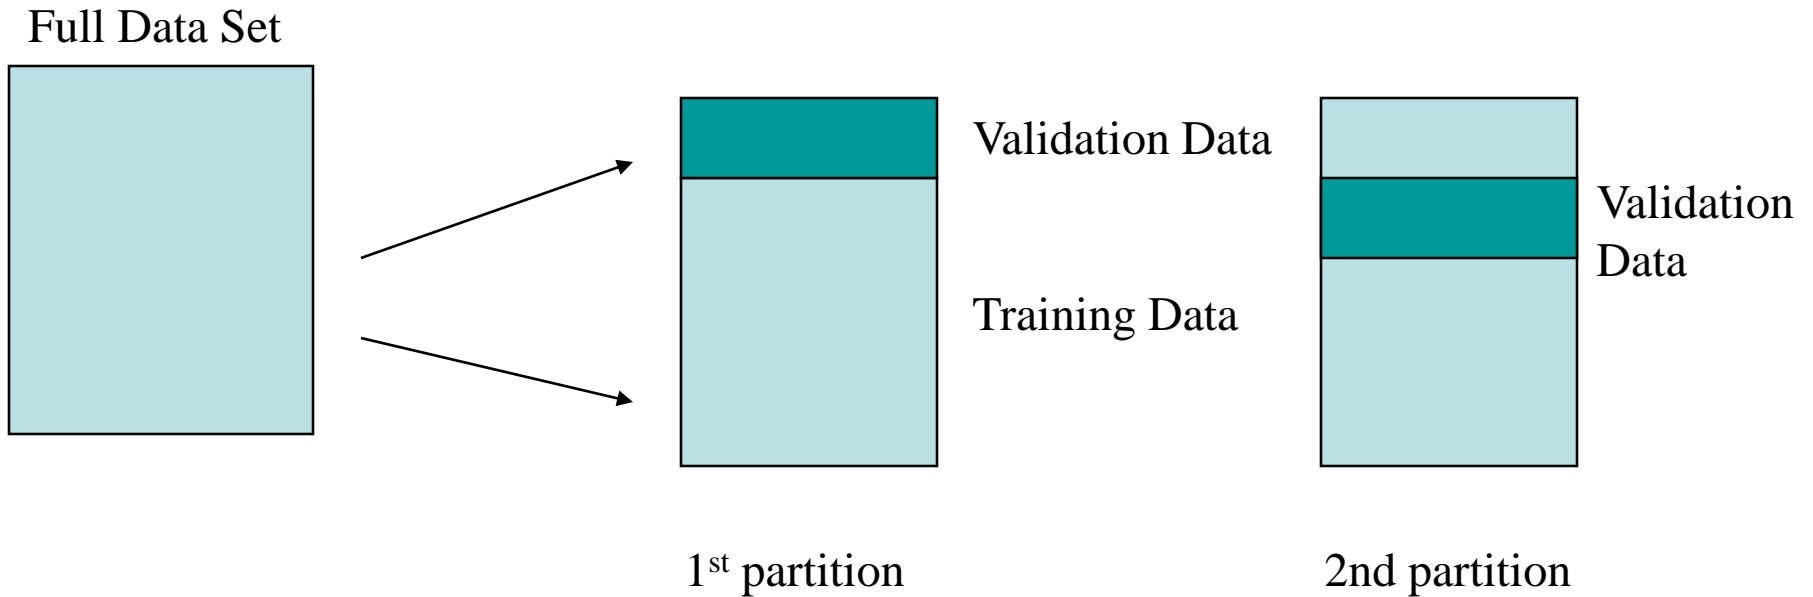 Full Data Set
Validation Data
Training Data
1st partition
Validation
Data
2nd partition